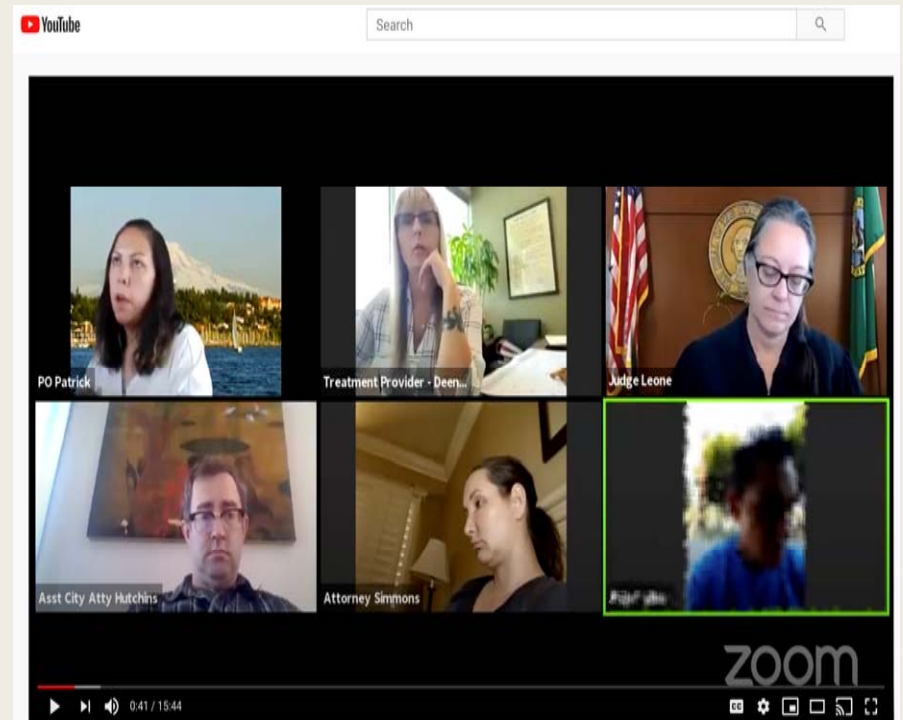 YouTube
Search
PO Patrick
Treatment Provider - Deen...
Judge Leone
Asst City Atty Hutchins
Attorney Simmons
zoom
0:41 / 15:44
CC